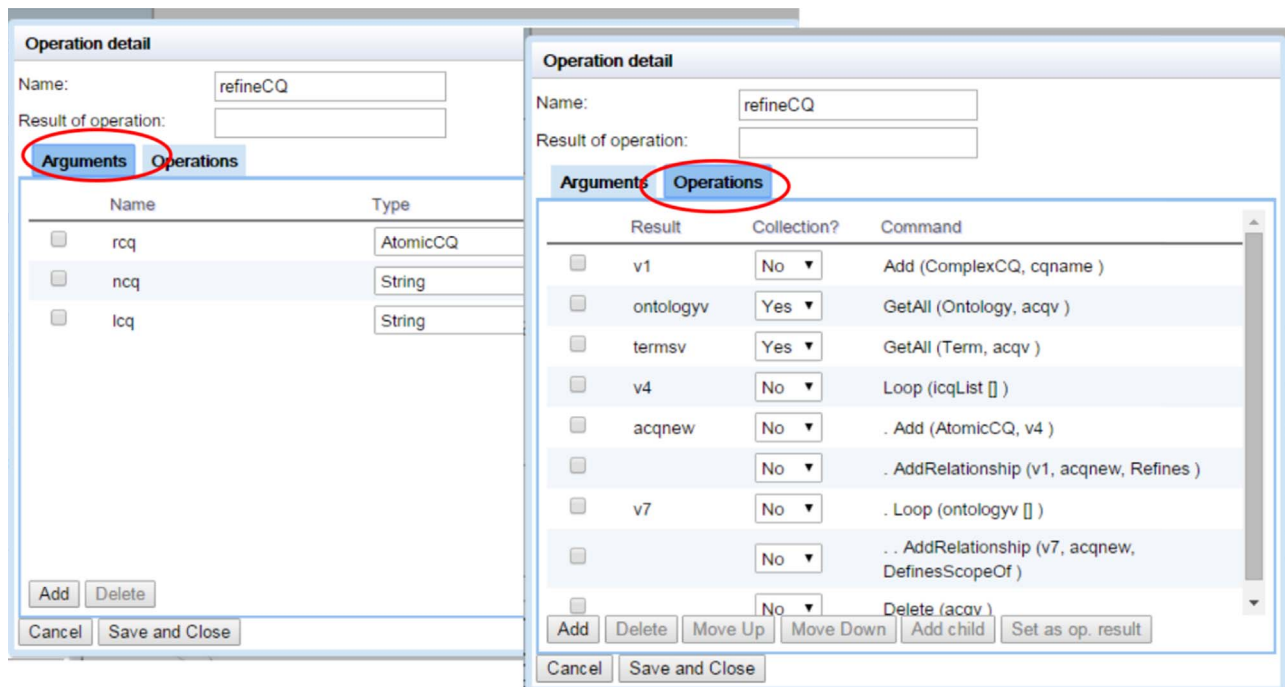 Operation detail
Name: refineCQ
Result of operation:
Arguments Operations
Name Type
rcq AtomicCQ
ncq String
lcq String
Add Delete
Cancel Save and Close
Operation detail
Name: refineCQ
Result of operation:
Arguments Operations
Result Collection? Command
v1 No Add (ComplexCQ, cqname )
ontologyv Yes GetAll (Ontology, acqv )
termsv Yes GetAll (Term, acqv )
v4 No Loop (icqList [] )
acqnew No . Add (AtomicCQ, v4 )
No . AddRelationship (v1, acqnew, Refines )
v7 No . Loop (ontologyv [] )
No . . AddRelationship (v7, acqnew,
DefinesScopeOf )
No Delete (acqv )
Add Delete Move Up Move Down Add child Set as op. result
Cancel Save and Close